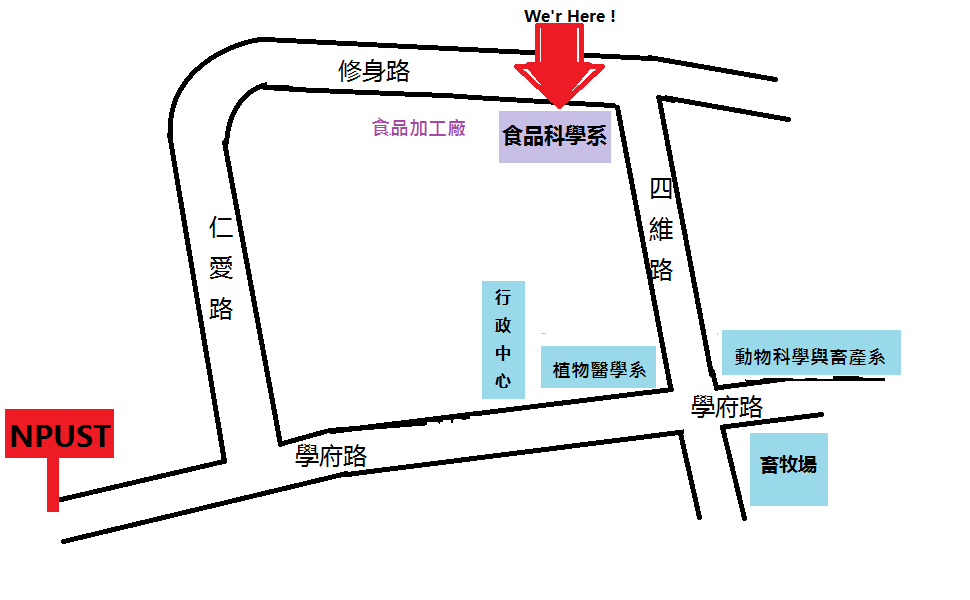 We'r Here !
修身路
食品加工廠
食品科學系
四維路
仁愛路
行政中心
植物醫學系
動物科學與畜產系
學府路
NPUST
學府路
畜牧場